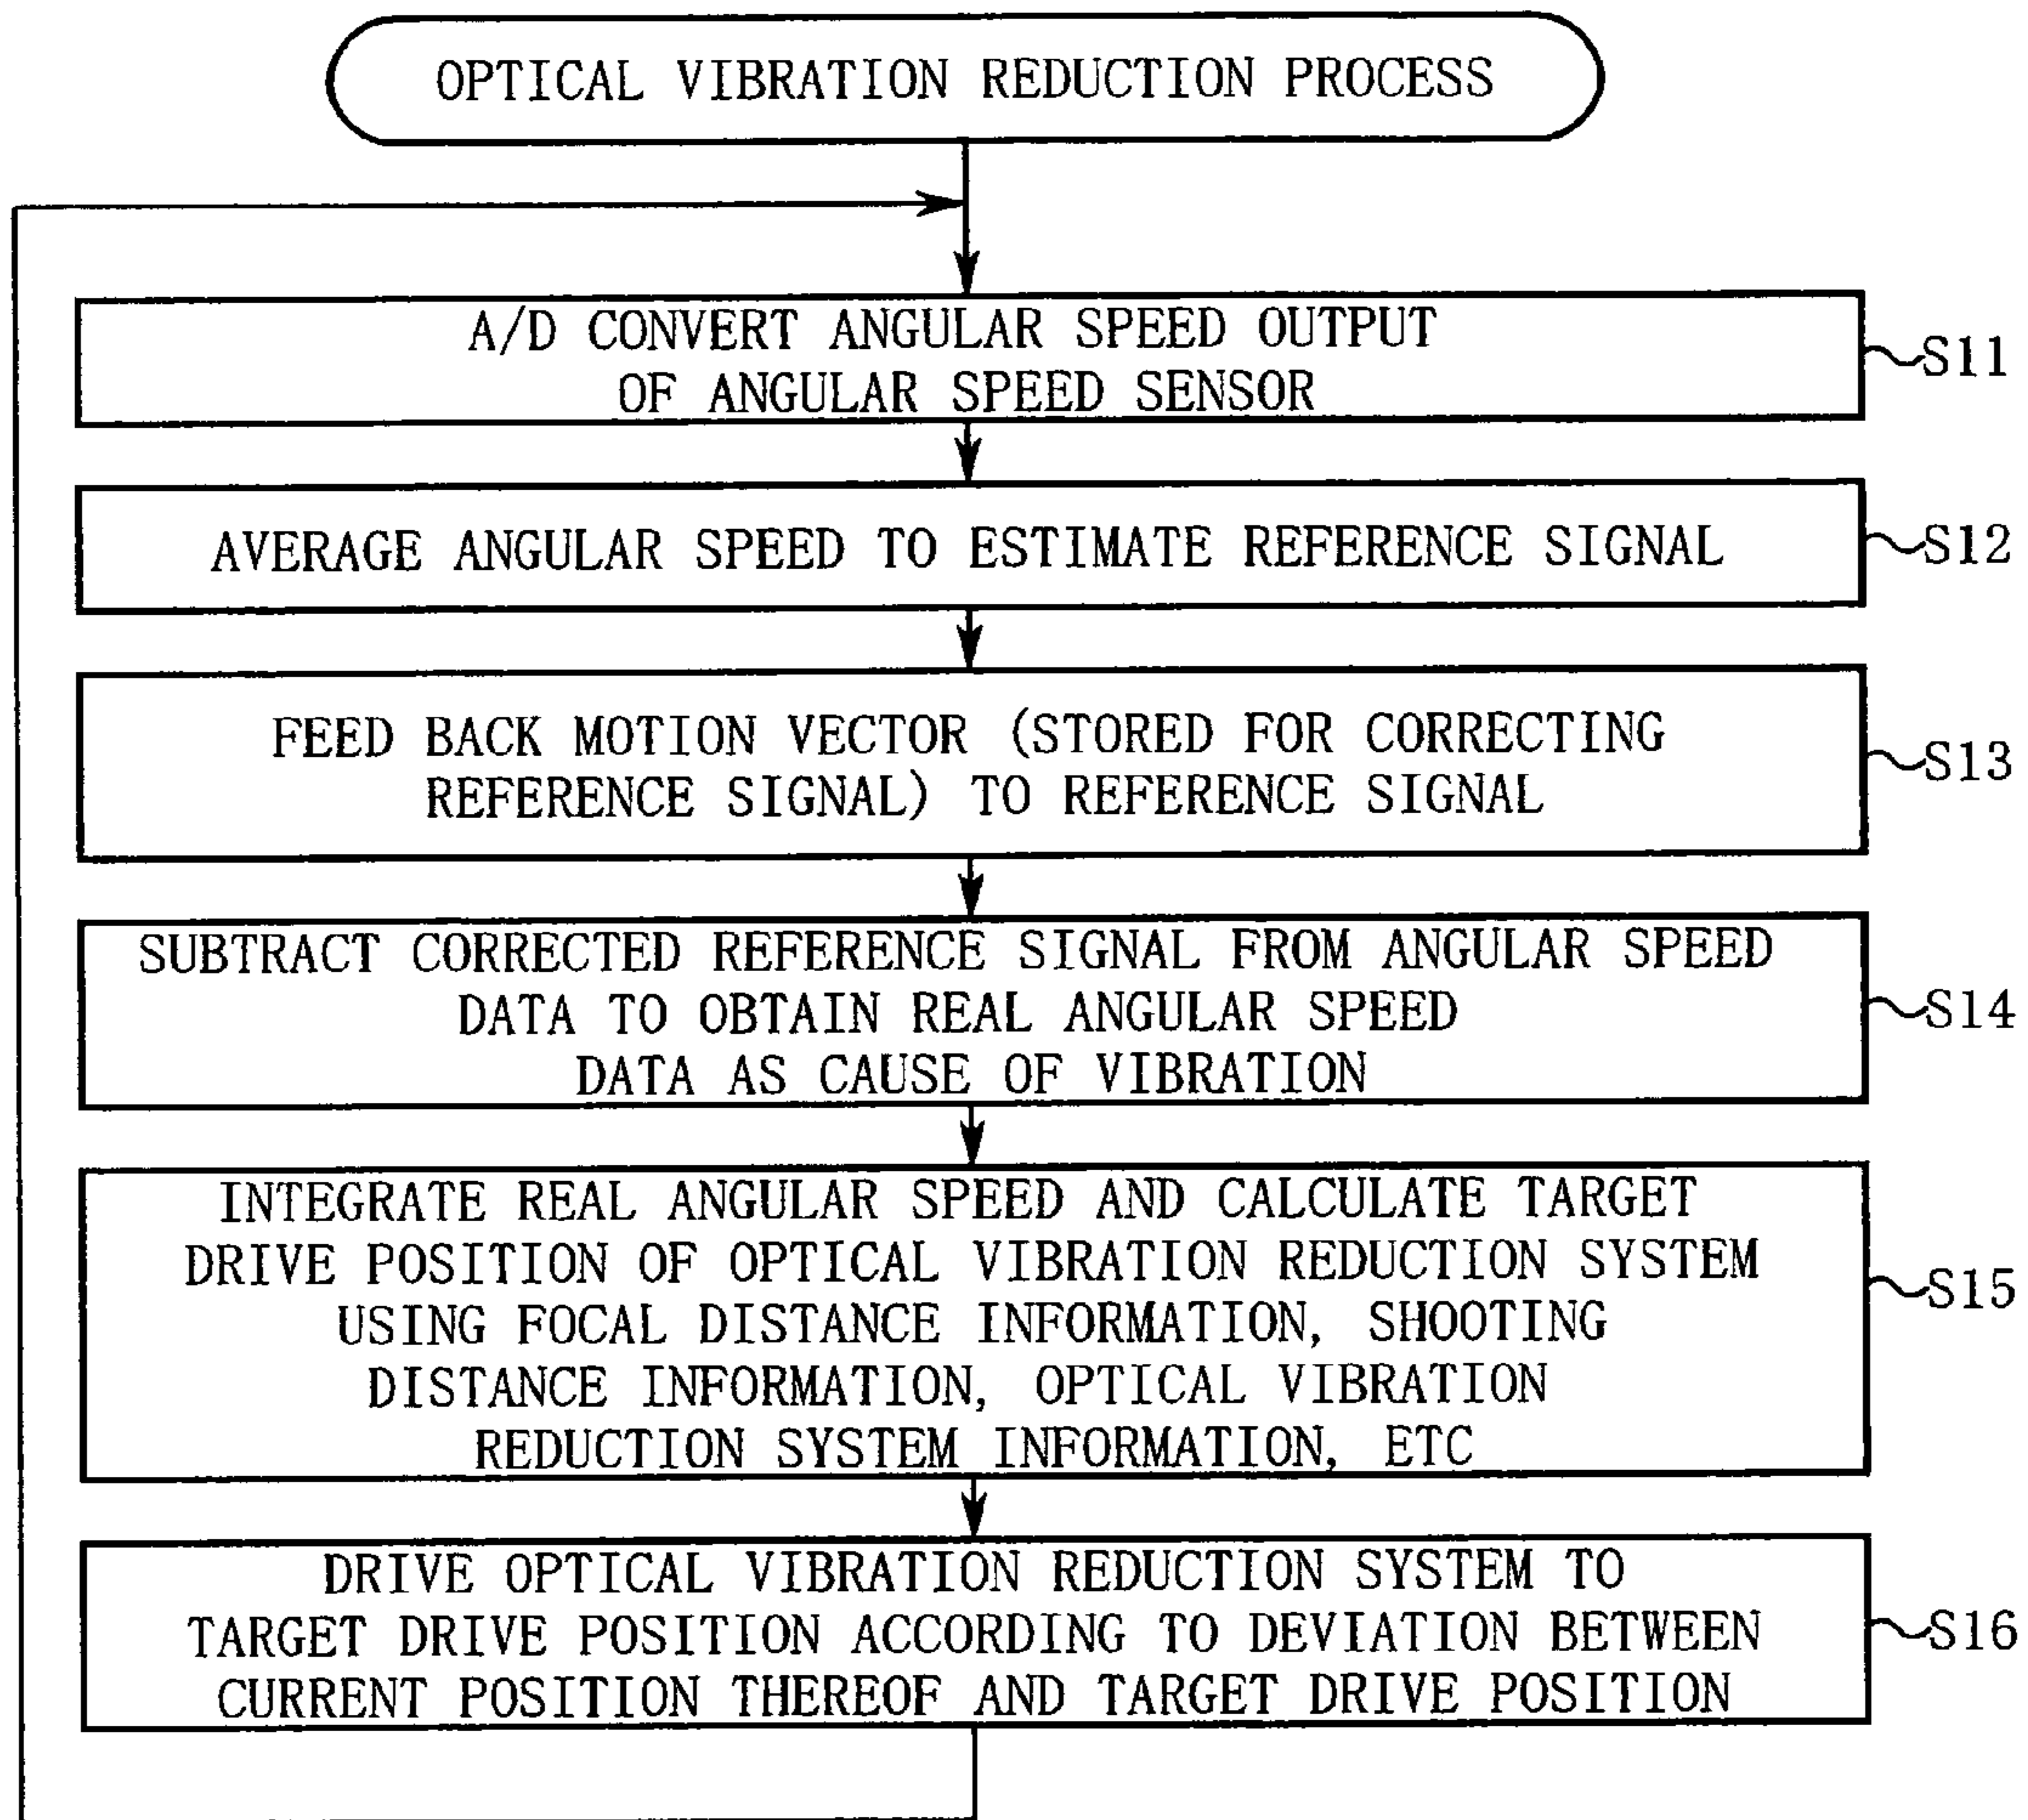 OPTICAL VIBRATION REDUCTION PROCESS
A/D CONVERT ANGULAR SPEED OUTPUT
OF ANGULAR SPEED SENSOR
S11
AVERAGE ANGULAR SPEED TO ESTIMATE REFERENCE SIGNAL
S12
FEED BACK MOTION VECTOR (STORED FOR CORRECTING
REFERENCE SIGNAL) TO REFERENCE SIGNAL
S13
SUBTRACT CORRECTED REFERENCE SIGNAL FROM ANGULAR SPEED
DATA TO OBTAIN REAL ANGULAR SPEED
DATA AS CAUSE OF VIBRATION
S14
INTEGRATE REAL ANGULAR SPEED AND CALCULATE TARGET
DRIVE POSITION OF OPTICAL VIBRATION REDUCTION SYSTEM
USING FOCAL DISTANCE INFORMATION, SHOOTING
DISTANCE INFORMATION, OPTICAL VIBRATION
REDUCTION SYSTEM INFORMATION, ETC
S15
DRIVE OPTICAL VIBRATION REDUCTION SYSTEM TO
TARGET DRIVE POSITION ACCORDING TO DEVIATION BETWEEN
CURRENT POSITION THEREOF AND TARGET DRIVE POSITION
S16